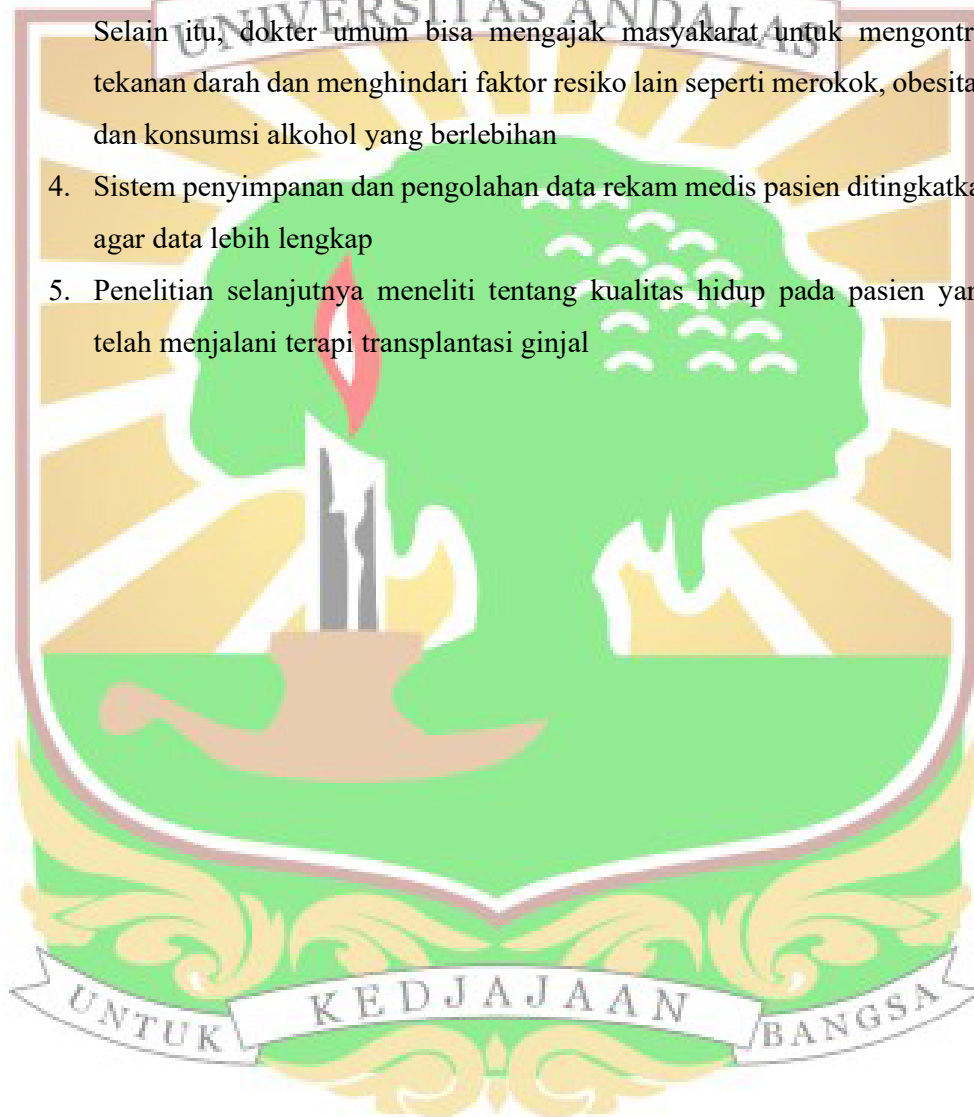 UNIVERSITAS ANDALAS
Selain itu, dokter umum bisa mengajak masyakarat untuk mengontr
tekanan darah dan menghindari faktor resiko lain seperti merokok, obesita
dan konsumsi alkohol yang berlebihan
4. Sistem penyimpanan dan pengolahan data rekam medis pasien ditingkatka
agar data lebih lengkap
5. Penelitian selanjutnya meneliti tentang kualitas hidup pada pasien yan
telah menjalani terapi transplantasi ginjal
UNTUK KEDJAJAAN BANGSA